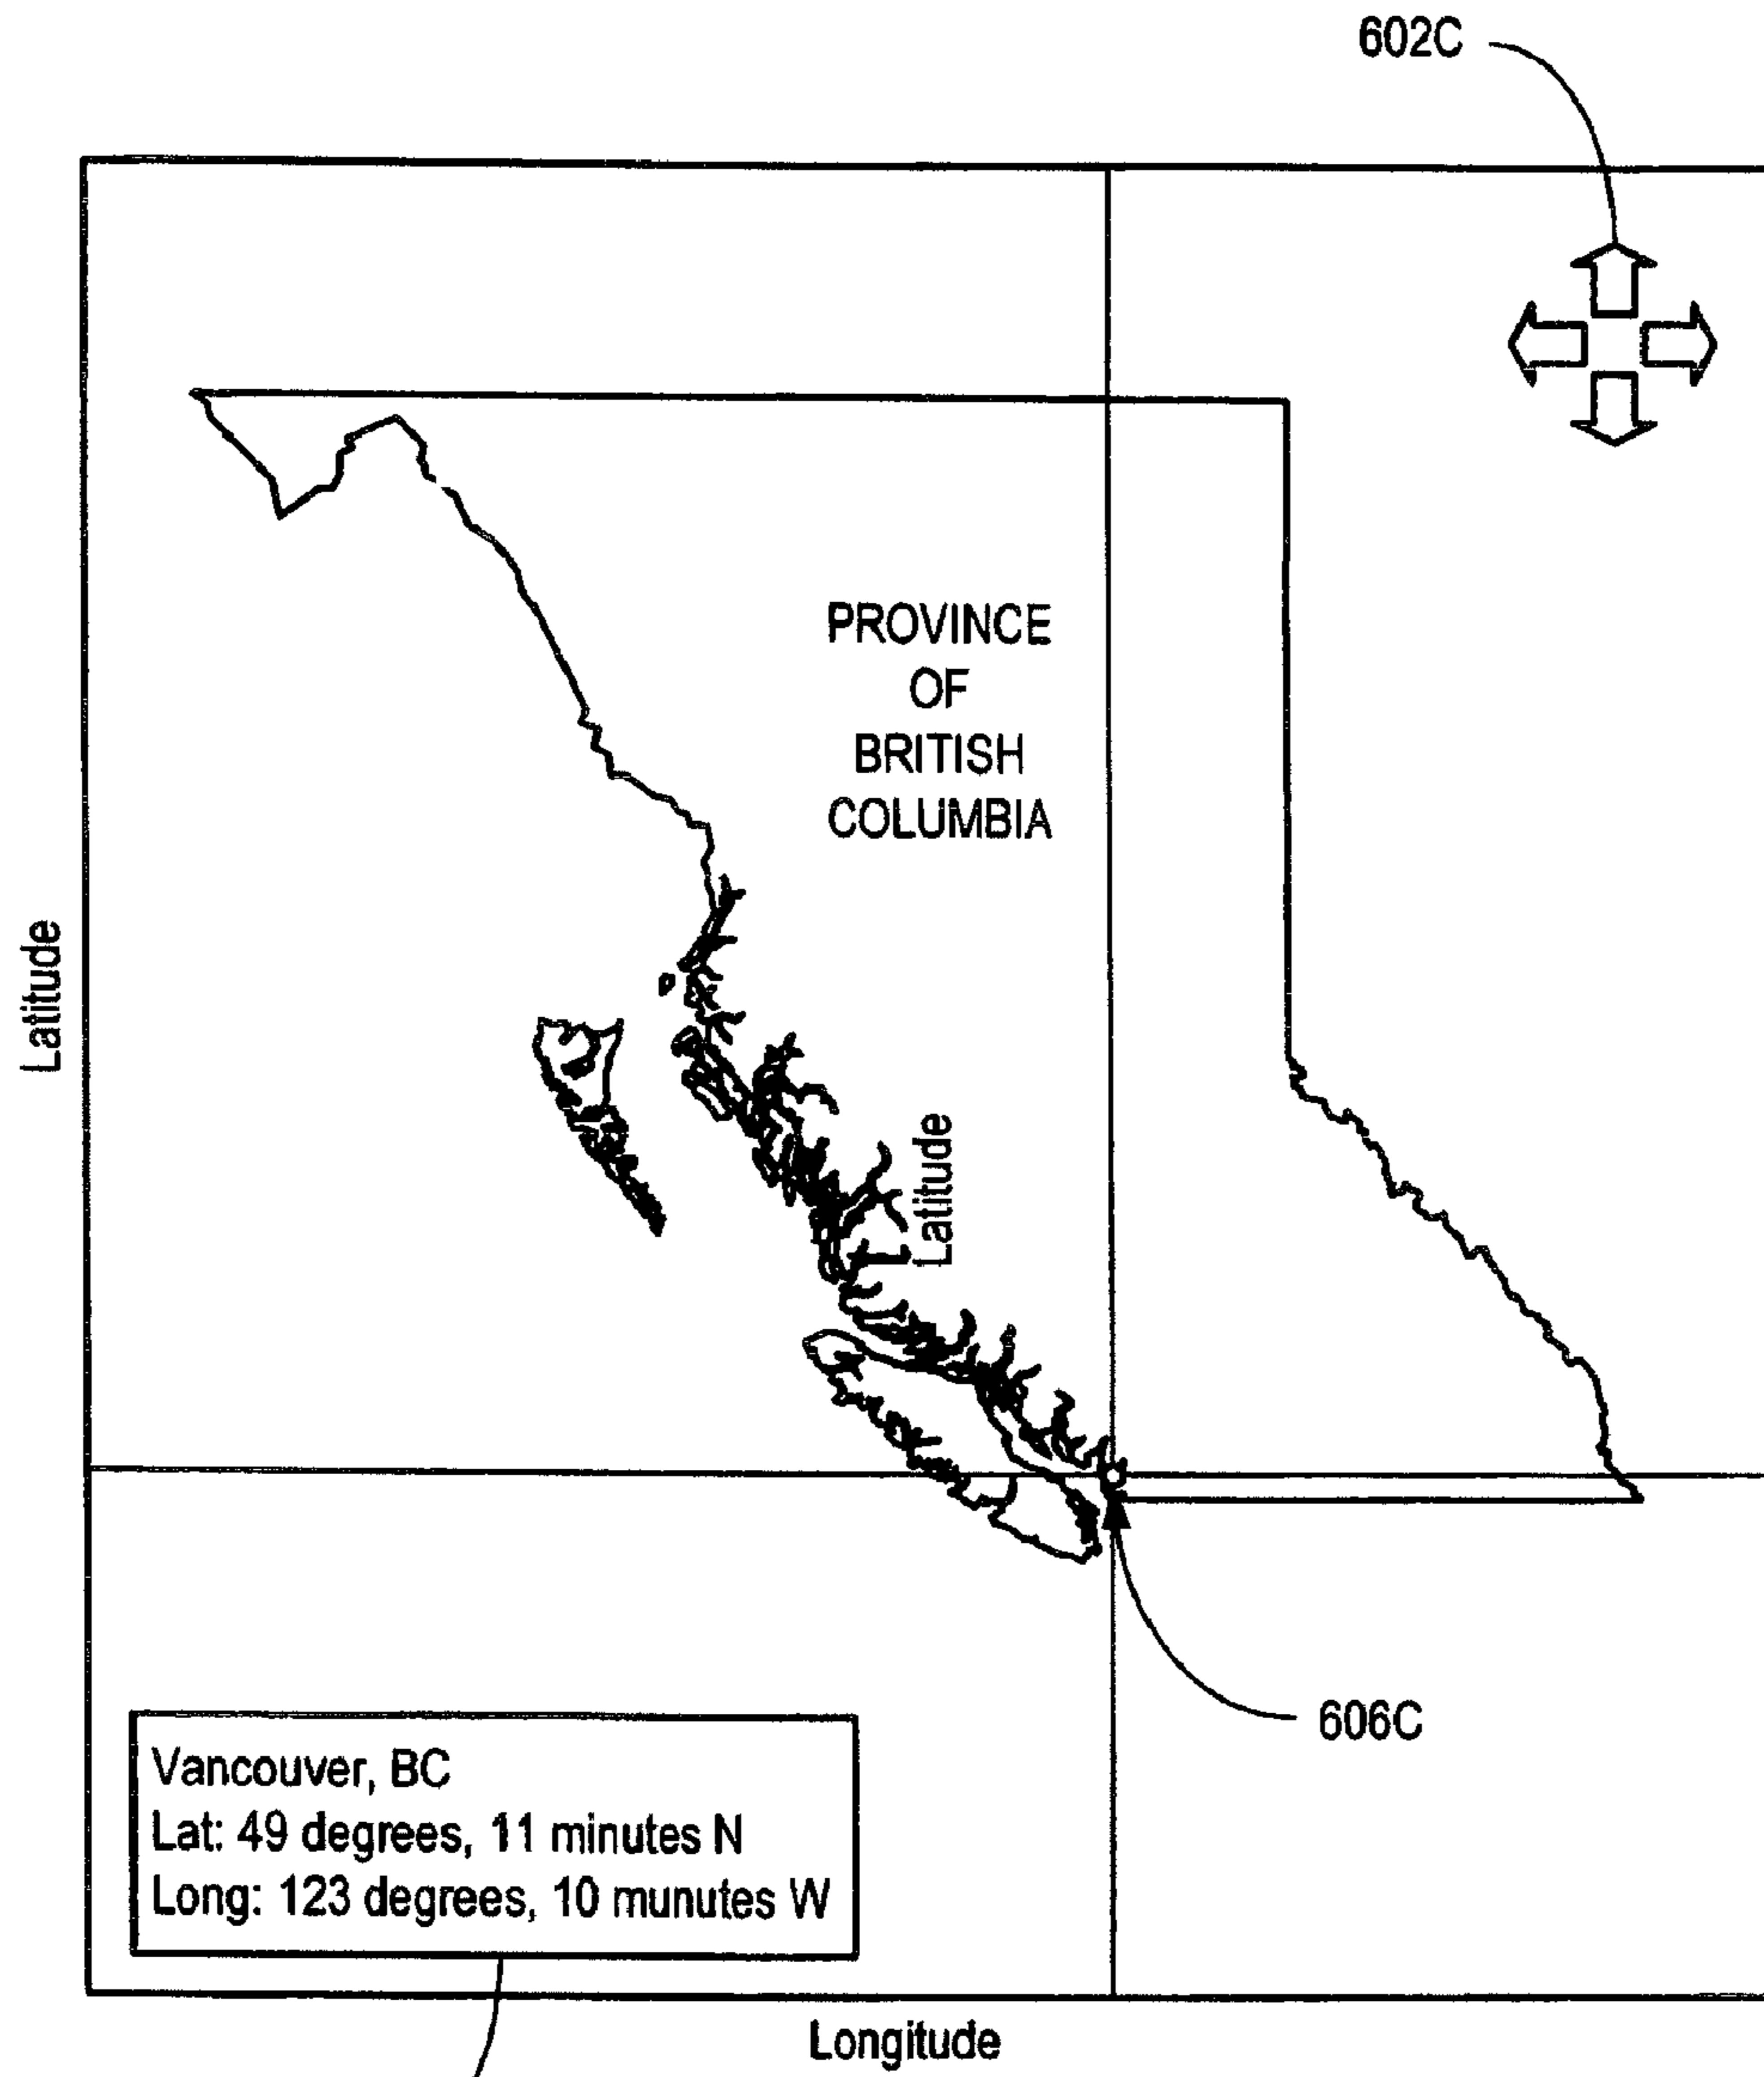 602C
PROVINCE
OF
BRITISH
COLUMBIA
Latitude
Latitude
606C
Vancouver, BC
Lat: 49 degrees, 11 minutes N
Long: 123 degrees, 10 munutes W
Longitude